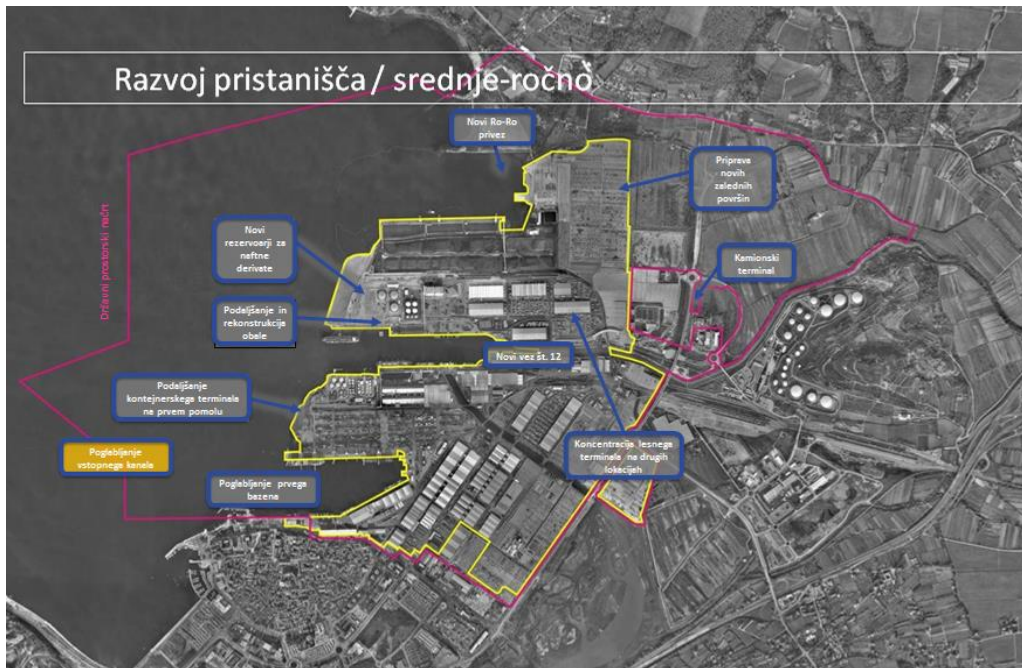 Razvoj pristanišča / srednje-ročno
Novi Ro-Ro
privez
Priprava
novih
zalednih
površin
Državni prostorski načrt
Novi
rezervoarji za
naftne
derivate
Kamionski
terminal
Podaljšanje in
rekonstrukcija
obale
Novi vez št. 12
Podaljšanje
kontejnerskega terminala
na prvem pomolu
Koncentracija lesnega
terminala na drugih
lokacijah
Poglabljanje
vstopnega kanala
Poglabljanje prvega
bazena